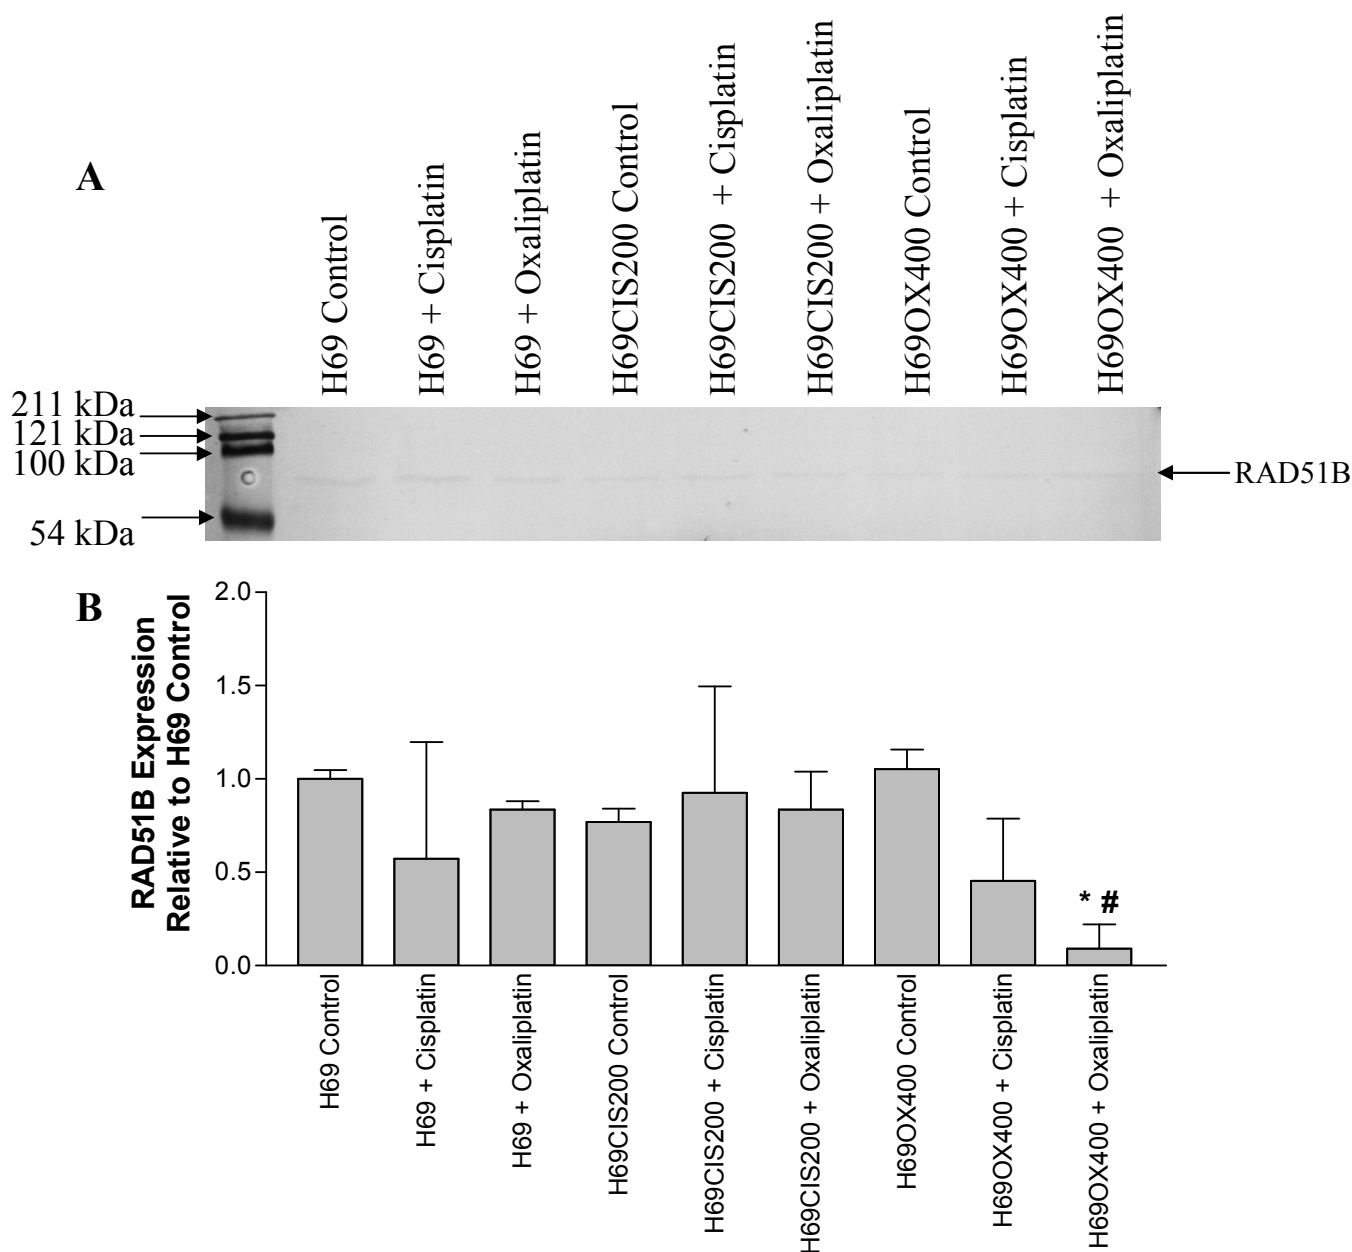 A
H69 Control
H69 + Cisplatin
H69 + Oxaliplatin
H69CIS200 Control
H69CIS200 + Cisplatin
H69CIS200 + Oxaliplatin
H69OX400 Control
H69OX400 + Cisplatin
H69OX400 + Oxaliplatin
211 kDa
121 kDa
100 kDa
54 kDa
RAD51B
B
RAD51B Expression
Relative to H69 Control
2.0
1.5
1.0
0.5
0.0
* #
H69 Control
H69 + Cisplatin
H69 + Oxaliplatin
H69CIS200 Control
H69CIS200 + Cisplatin
H69CIS200 + Oxaliplatin
H69OX400 Control
H69OX400 + Cisplatin
H69OX400 + Oxaliplatin